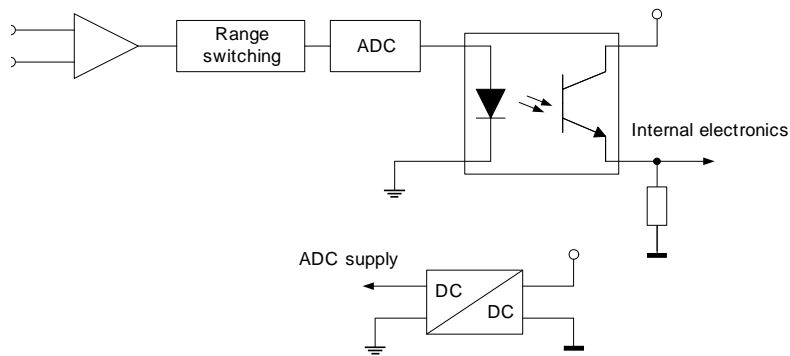 Range
switching
ADC
Internal electronics
ADC supply
DC
DC